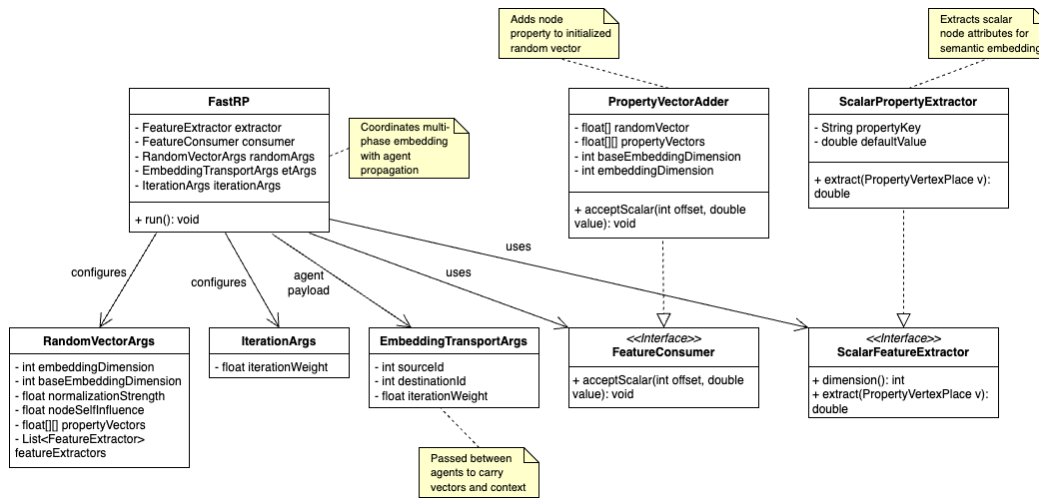 Adds node
property to initialized
random vector
Extracts scalar
node attributes for
semantic embedding
FastRP
- FeatureExtractor extractor
- FeatureConsumer consumer
- RandomVectorArgs randomArgs
- EmbeddingTransportArgs etArgs
- IterationArgs iterationArgs
+ run(): void
Coordinates multi-
phase embedding
with agent
propagation
PropertyVectorAdder
- float[] randomVector
- float[][] propertyVectors
- int baseEmbeddingDimension
- int embeddingDimension
+ acceptScalar(int offset, double
value): void
ScalarPropertyExtractor
- String propertyKey
- double defaultValue
+ extract(PropertyVertexPlace v):
double
configures
configures
agent
payload
uses
uses
RandomVectorArgs
- int embeddingDimension
- int baseEmbeddingDimension
- float normalizationStrength
- float nodeSelfInfluence
- float[][] propertyVectors
- List<FeatureExtractor>
featureExtractors
IterationArgs
- float iterationWeight
EmbeddingTransportArgs
- int sourceId
- int destinationId
- float iterationWeight
<<Interface>>
FeatureConsumer
+ acceptScalar(int offset, double
value): void
<<Interface>>
ScalarFeatureExtractor
+ dimension(): int
+ extract(PropertyVertexPlace v):
double
Passed between
agents to carry
vectors and context